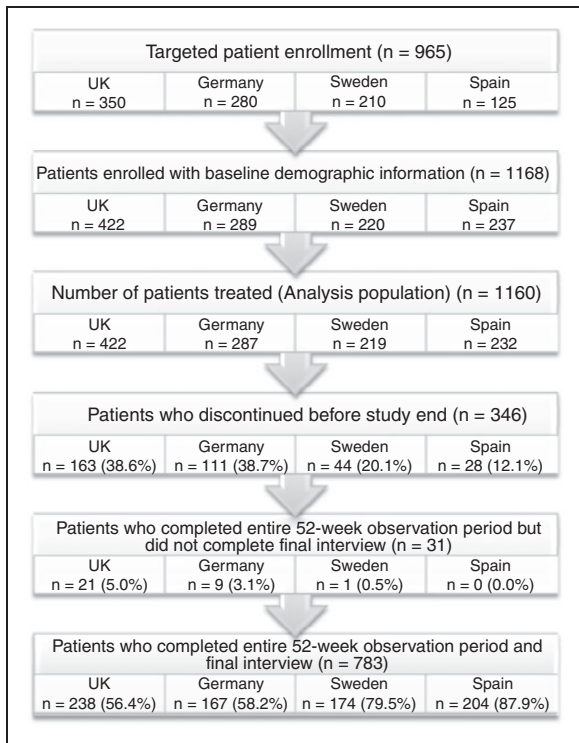 Targeted patient enrollment (n = 965)
UK Germany Sweden Spain
n = 350 n = 280 n = 210 n = 125
Patients enrolled with baseline demographic information (n = 1168)
UK Germany Sweden Spain
n = 422 n = 289 n = 220 n = 237
Number of patients treated (Analysis population) (n = 1160)
UK Germany Sweden Spain
n = 422 n = 287 n = 219 n = 232
Patients who discontinued before study end (n = 346)
UK Germany Sweden Spain
n = 163 (38.6%) n = 111 (38.7%) n = 44 (20.1%) n = 28 (12.1%)
Patients who completed entire 52-week observation period but
did not complete final interview (n = 31)
UK Germany Sweden Spain
n = 21 (5.0%) n = 9 (3.1%) n = 1 (0.5%) n = 0 (0.0%)
Patients who completed entire 52-week observation period and
final interview (n = 783)
UK Germany Sweden Spain
n = 238 (56.4%) n = 167 (58.2%) n = 174 (79.5%) n = 204 (87.9%)